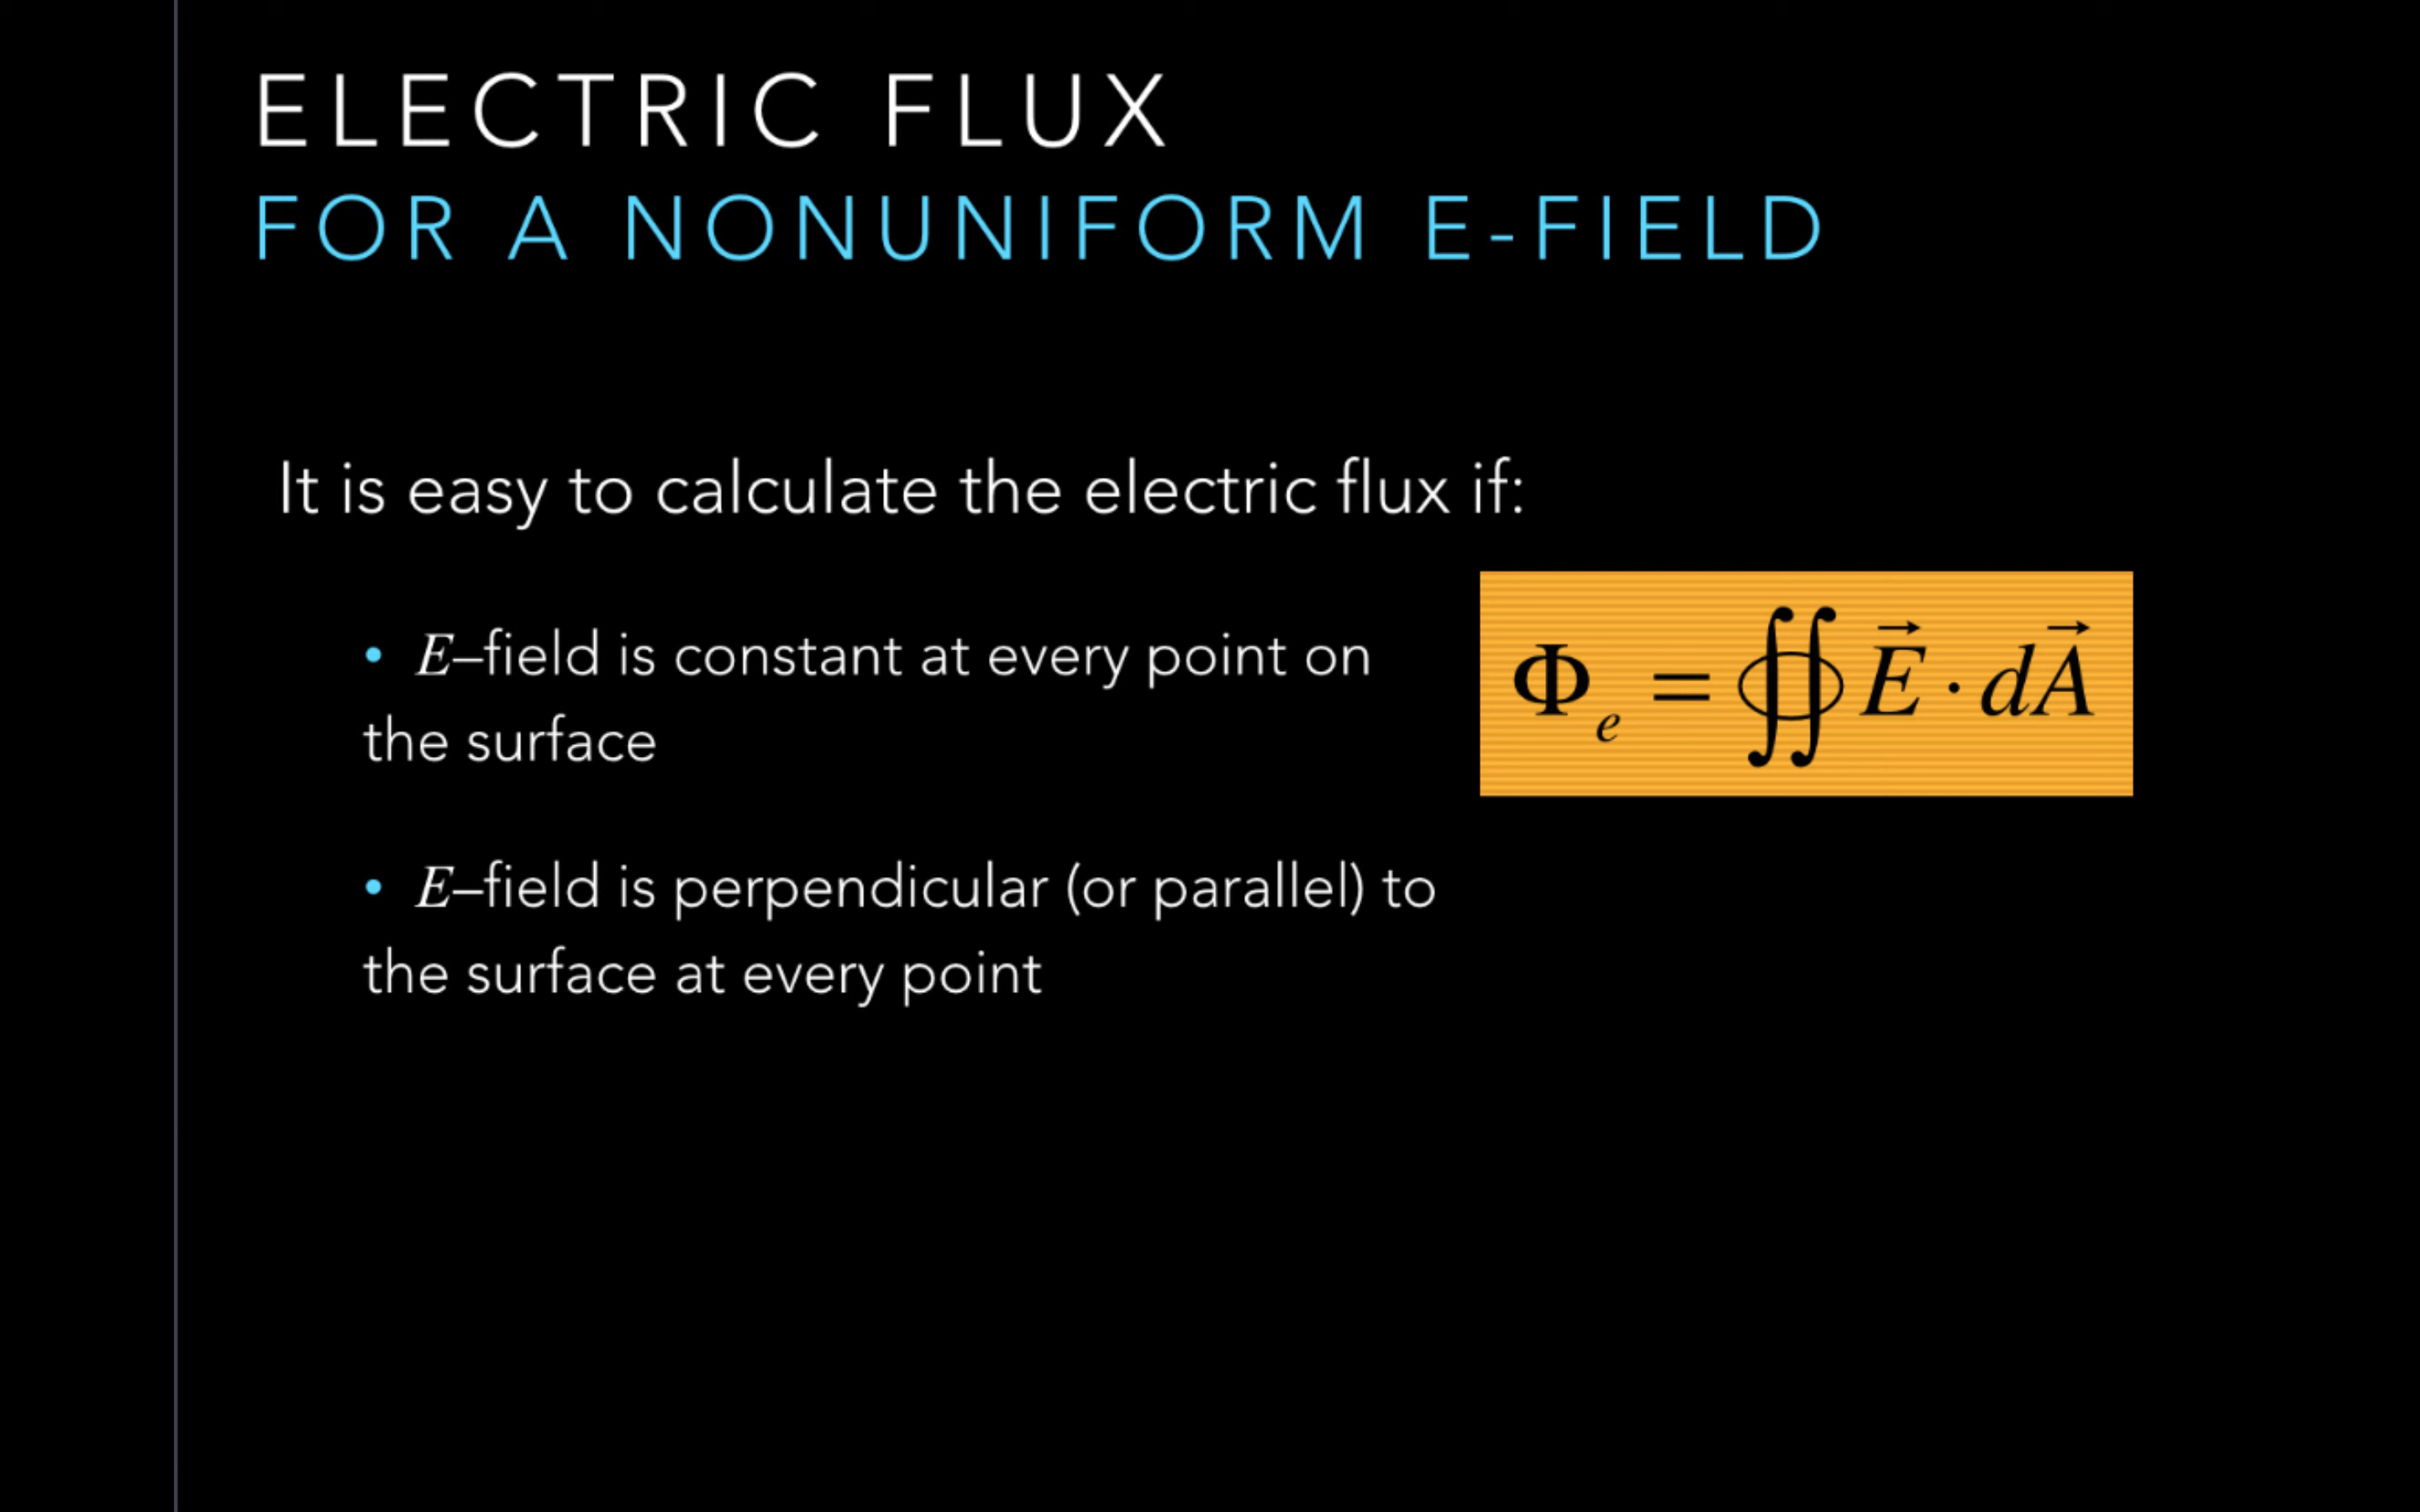 ELECTRIC FLUX
FOR A NONUNIFORM E-FIELD
It is easy to calculate the electric flux if:
• E–field is constant at every point on
the surface
Φₑ = ∯ E⃗ · dA⃗
• E–field is perpendicular (or parallel) to
the surface at every point